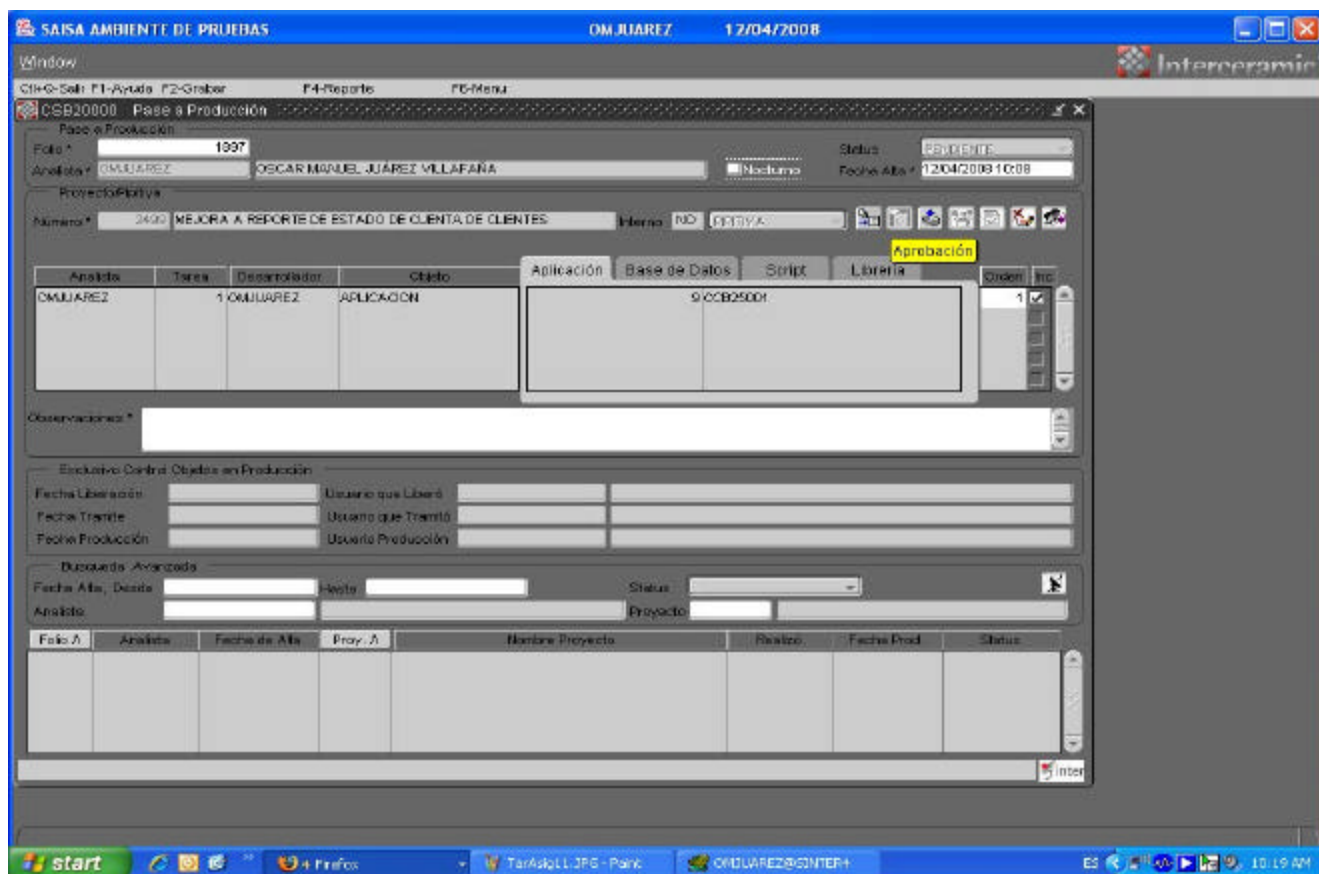 SAISA AMBIENTE DE PRUEBAS OMJUAREZ 12/04/2008
Window
Interceramic
Ctl+Q-Salir F1-Ayuda F2-Grabar F4-Reporte F6-Menu
CSB20000 Pase a Producción
Pase a Producción
Folio * 1897 Status PENDIENTE
Analista * OMJUAREZ OSCAR MANUEL JUÁREZ VILLAFAÑA Nocturno Fecha Alta * 12/04/2008 10:08
Número * MEJORA A REPORTE DE ESTADO DE CUENTA DE CLIENTES Interno NO
Aprobación
Analista Tarea Desarrollador Objeto Aplicación Base de Datos Script Librería Orden Inc
OMJUAREZ 1 OMJUAREZ APLICACION 9 CCB25001 1
Observaciones *
Exclusivo Control Objetos en Producción
Fecha Liberación Usuario que Liberó
Fecha Tramite Usuario que Tramitó
Fecha Producción Usuario Producción
Busqueda Avanzada
Fecha Alta, Desde Hasta Status
Analista Proyecto
Folio Λ Analista Fecha de Alta Proy. Λ Nombre Proyecto Realizo Fecha Prod Status
inter
start 4 Firefox TarAsig11.JPG - Paint OMJUAREZ@SINTER+ ES 10:19 AM